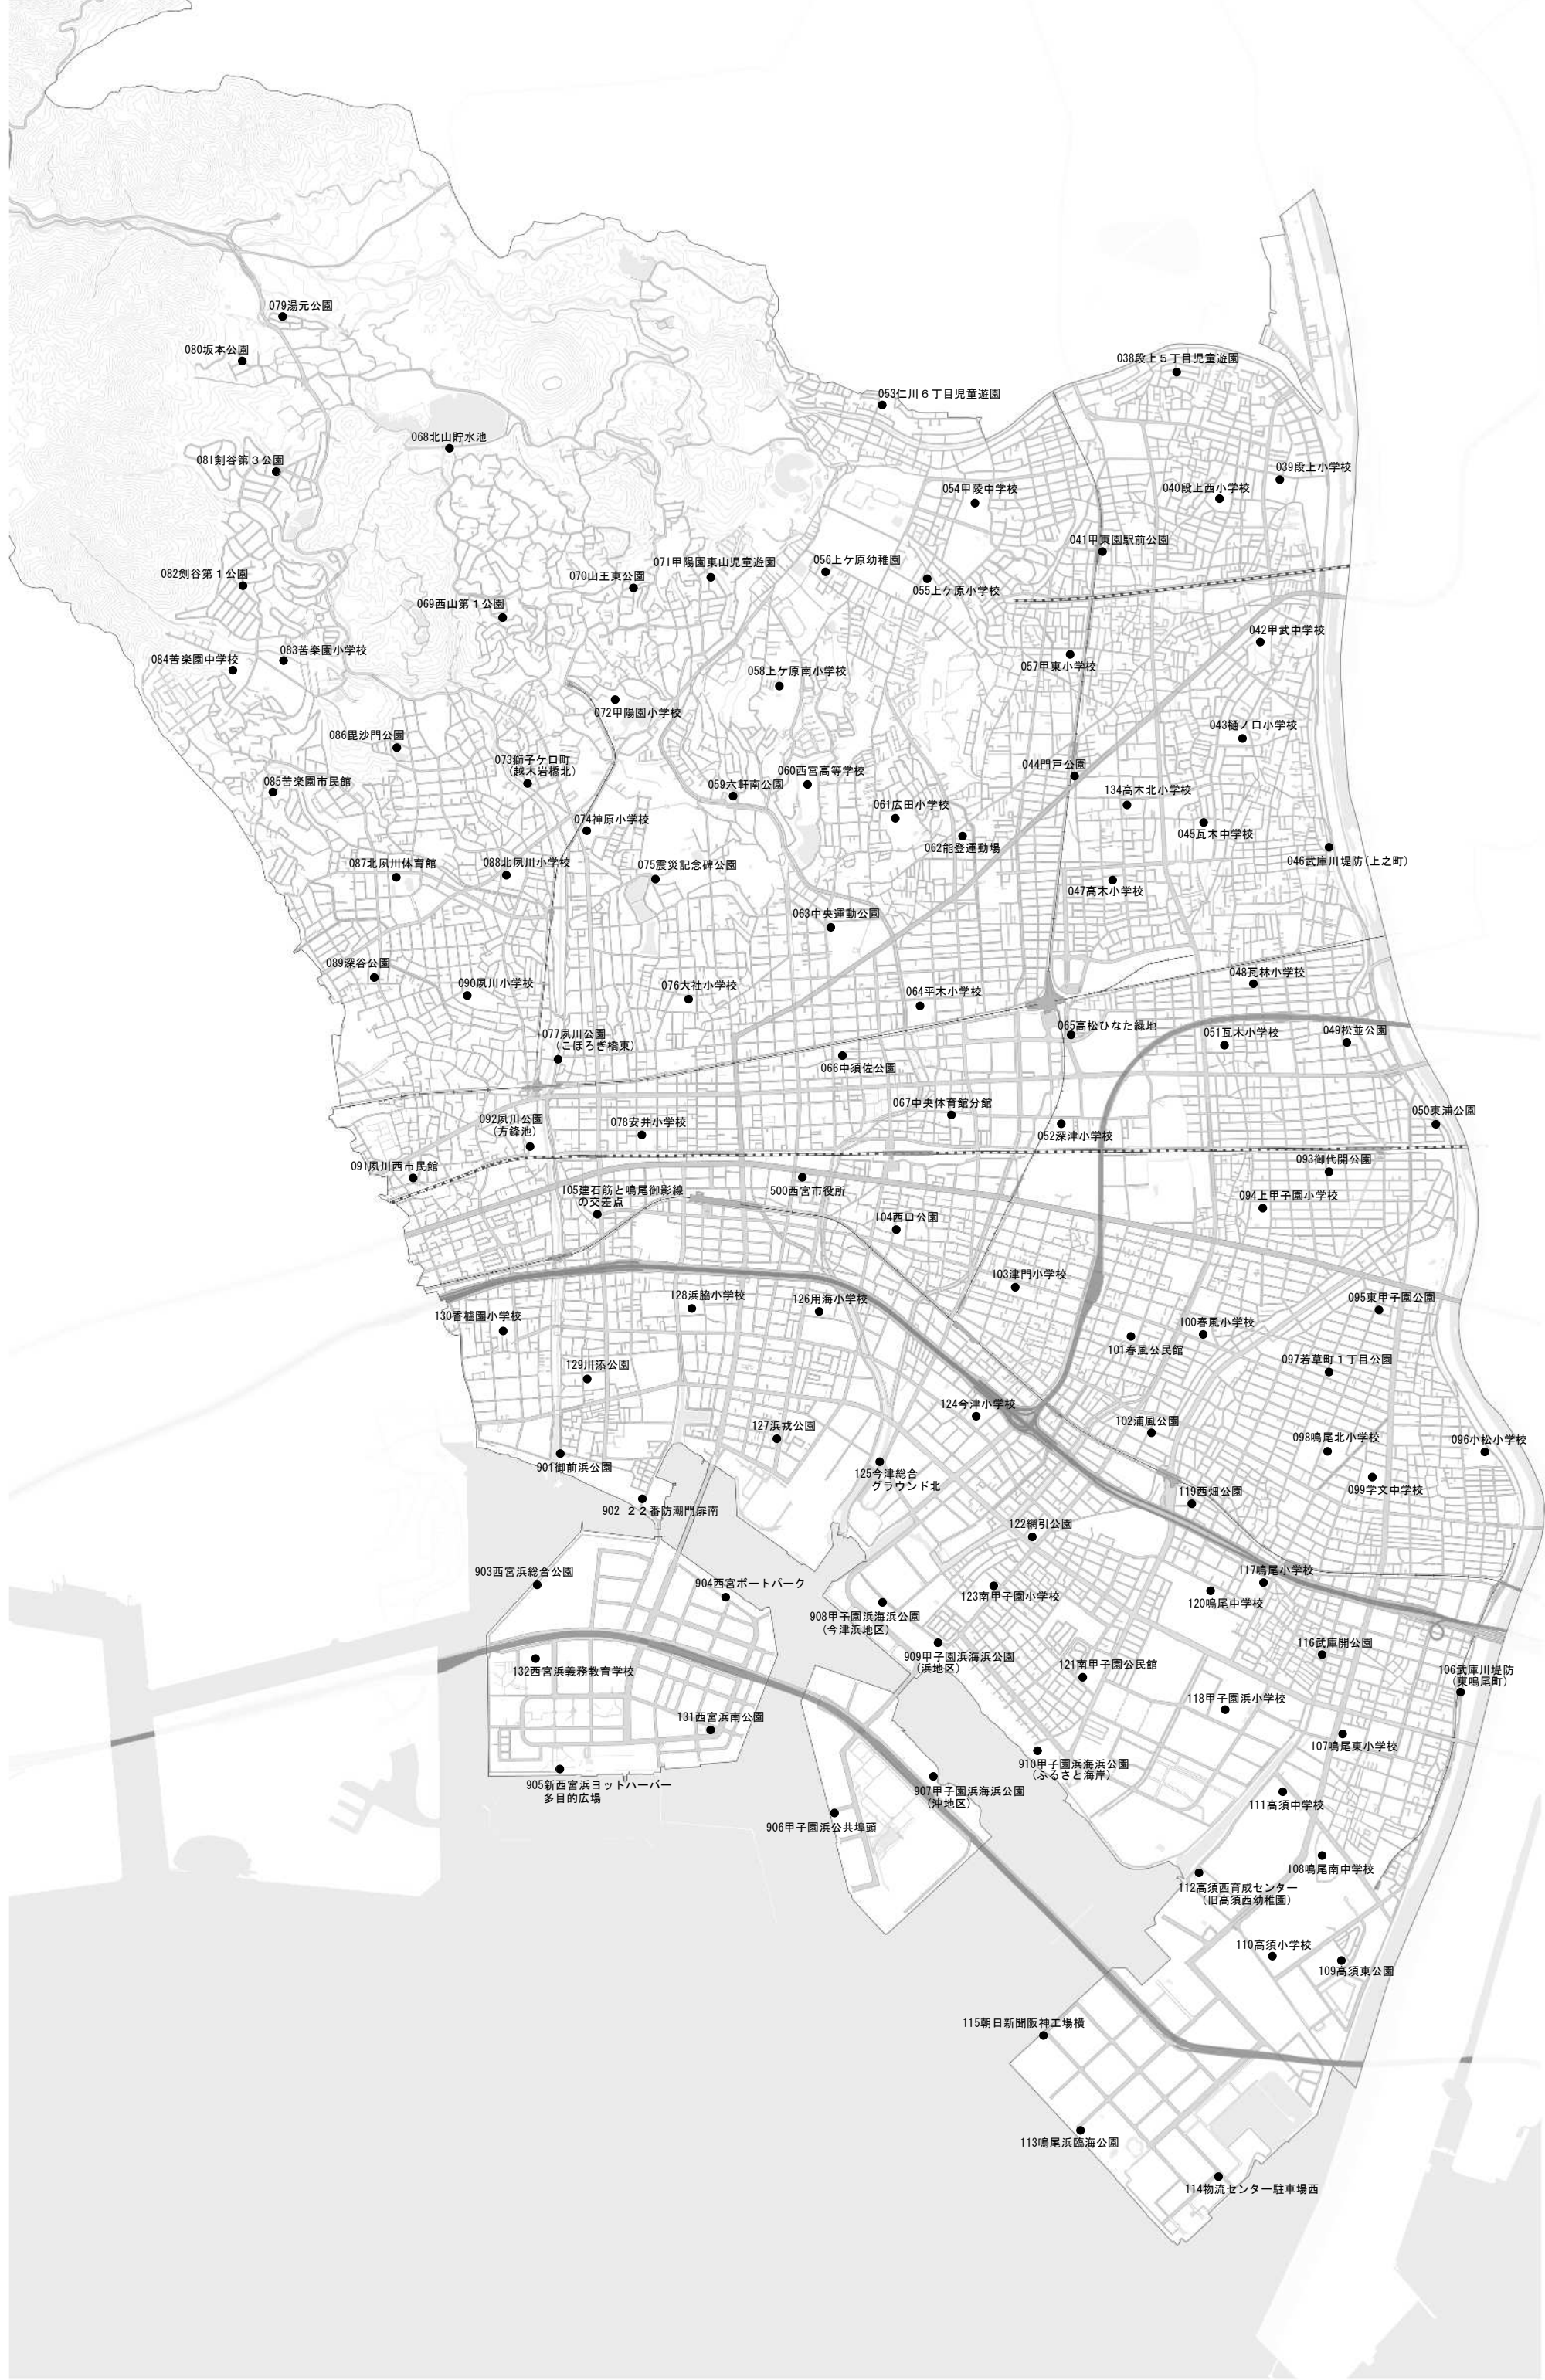 079湯元公園
080坂本公園
038段上５丁目児童遊園
053仁川６丁目児童遊園
068北山貯水池
081剣谷第３公園
039段上小学校
040段上西小学校
054甲陵中学校
041甲東園駅前公園
056上ケ原幼稚園
071甲陽園東山児童遊園
082剣谷第１公園
070山王東公園
055上ケ原小学校
069西山第１公園
042甲武中学校
083苦楽園小学校
084苦楽園中学校
057甲東小学校
058上ケ原南小学校
072甲陽園小学校
043樋ノ口小学校
086毘沙門公園
073獅子ケ口町
（越木岩橋北）
044門戸公園
060西宮高等学校
085苦楽園市民館
059六軒南公園
134高木北小学校
061広田小学校
074神原小学校
045瓦木中学校
062能登運動場
046武庫川堤防（上之町）
087北夙川体育館
088北夙川小学校
075震災記念碑公園
047高木小学校
063中央運動公園
089深谷公園
048瓦林小学校
090夙川小学校
076大社小学校
064平木小学校
065高松ひなた緑地
077夙川公園
（こほろぎ橋東）
051瓦木小学校
049松並公園
066中須佐公園
067中央体育館分館
050東浦公園
092夙川公園
（方鋒池）
078安井小学校
052深津小学校
093御代開公園
091夙川西市民館
105建石筋と鳴尾御影線
の交差点
500西宮市役所
094上甲子園小学校
104西口公園
103津門小学校
128浜脇小学校
126用海小学校
095東甲子園公園
130香櫨園小学校
100春風小学校
101春風公民館
097若草町１丁目公園
129川添公園
124今津小学校
102浦風公園
127浜戎公園
098鳴尾北小学校
096小松小学校
901御前浜公園
125今津総合
グラウンド北
099学文中学校
119西畑公園
902 ２２番防潮門扉南
122網引公園
903西宮浜総合公園
904西宮ボートパーク
117鳴尾小学校
123南甲子園小学校
120鳴尾中学校
908甲子園浜海浜公園
（今津浜地区）
116武庫開公園
909甲子園浜海浜公園
（浜地区）
121南甲子園公民館
132西宮浜義務教育学校
106武庫川堤防
（東鳴尾町）
118甲子園浜小学校
131西宮浜南公園
107鳴尾東小学校
910甲子園浜海浜公園
（ふるさと海岸）
905新西宮浜ヨットハーバー
多目的広場
907甲子園浜海浜公園
（沖地区）
111高須中学校
906甲子園浜公共埠頭
108鳴尾南中学校
112高須西育成センター
（旧高須西幼稚園）
110高須小学校
109高須東公園
115朝日新聞阪神工場横
113鳴尾浜臨海公園
114物流センター駐車場西